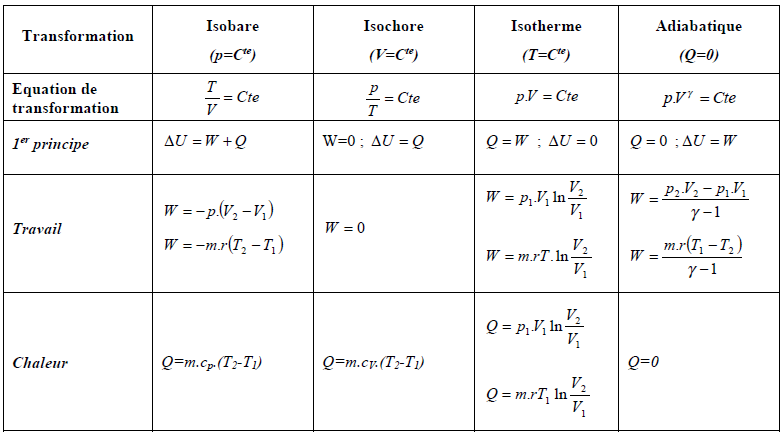 Transformation | Isobare (p=Cᵗᵉ) | Isochore (V=Cᵗᵉ) | Isotherme (T=Cᵗᵉ) | Adiabatique (Q=0)
Equation de transformation | T/V = Cte | p/T = Cte | p.V = Cte | p.V^γ = Cte
1ᵉʳ principe | ΔU = W + Q | W=0 ; ΔU = Q | Q = W ; ΔU = 0 | Q = 0 ; ΔU = W
Travail | W = −p.(V₂ − V₁) | W = 0 | W = p₁.V₁ ln V₂/V₁ | W = (p₂.V₂ − p₁.V₁)/(γ − 1)
W = −m.r(T₂ − T₁) | W = m.rT. ln V₂/V₁ | W = m.r(T₁ − T₂)/(γ − 1)
Chaleur | Q=m.cₚ.(T₂-T₁) | Q=m.c_V.(T₂-T₁) | Q = p₁.V₁ ln V₂/V₁ | Q=0
Q = m.rT₁ ln V₂/V₁